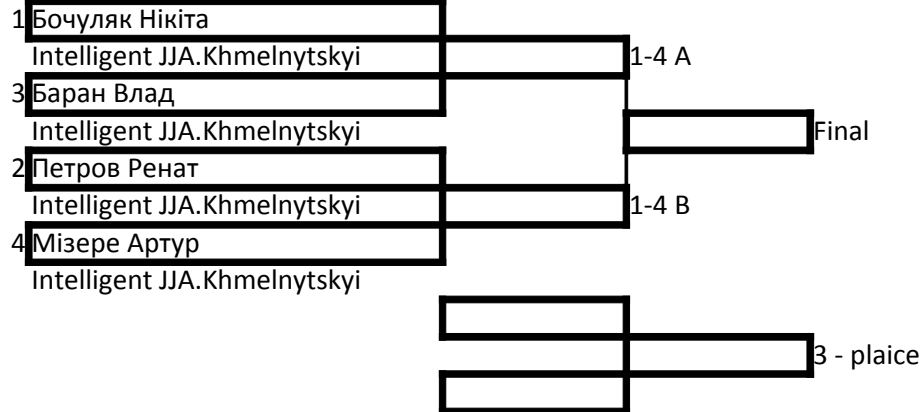 1 Бочуляк Нікіта
Intelligent JJA.Khmelnytskyi
1-4 A
3 Баран Влад
Intelligent JJA.Khmelnytskyi
Final
2 Петров Ренат
Intelligent JJA.Khmelnytskyi
1-4 B
4 Мізере Артур
Intelligent JJA.Khmelnytskyi
3 - plaice